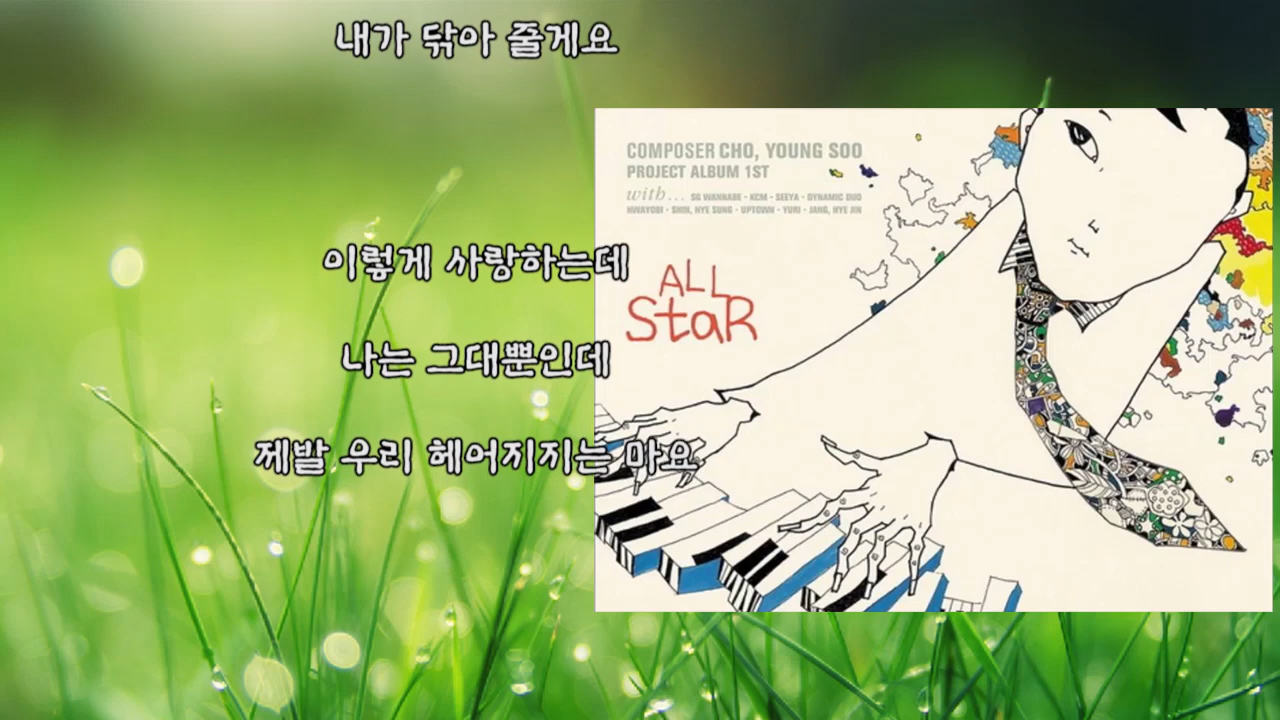 내가 닦아 줄게요
이렇게 사랑하는데
나는 그대뿐인데
제발 우리 헤어지지는 마요
COMPOSER CHO, YOUNG SOO
PROJECT ALBUM 1ST
with... SG WANNABE - KCM - SEEYA - DYNAMIC DUO
HWAYOBI - SHIN, HYE SUNG - UPTOWN - YURI - JANG, HYE JIN
ALL
StaR